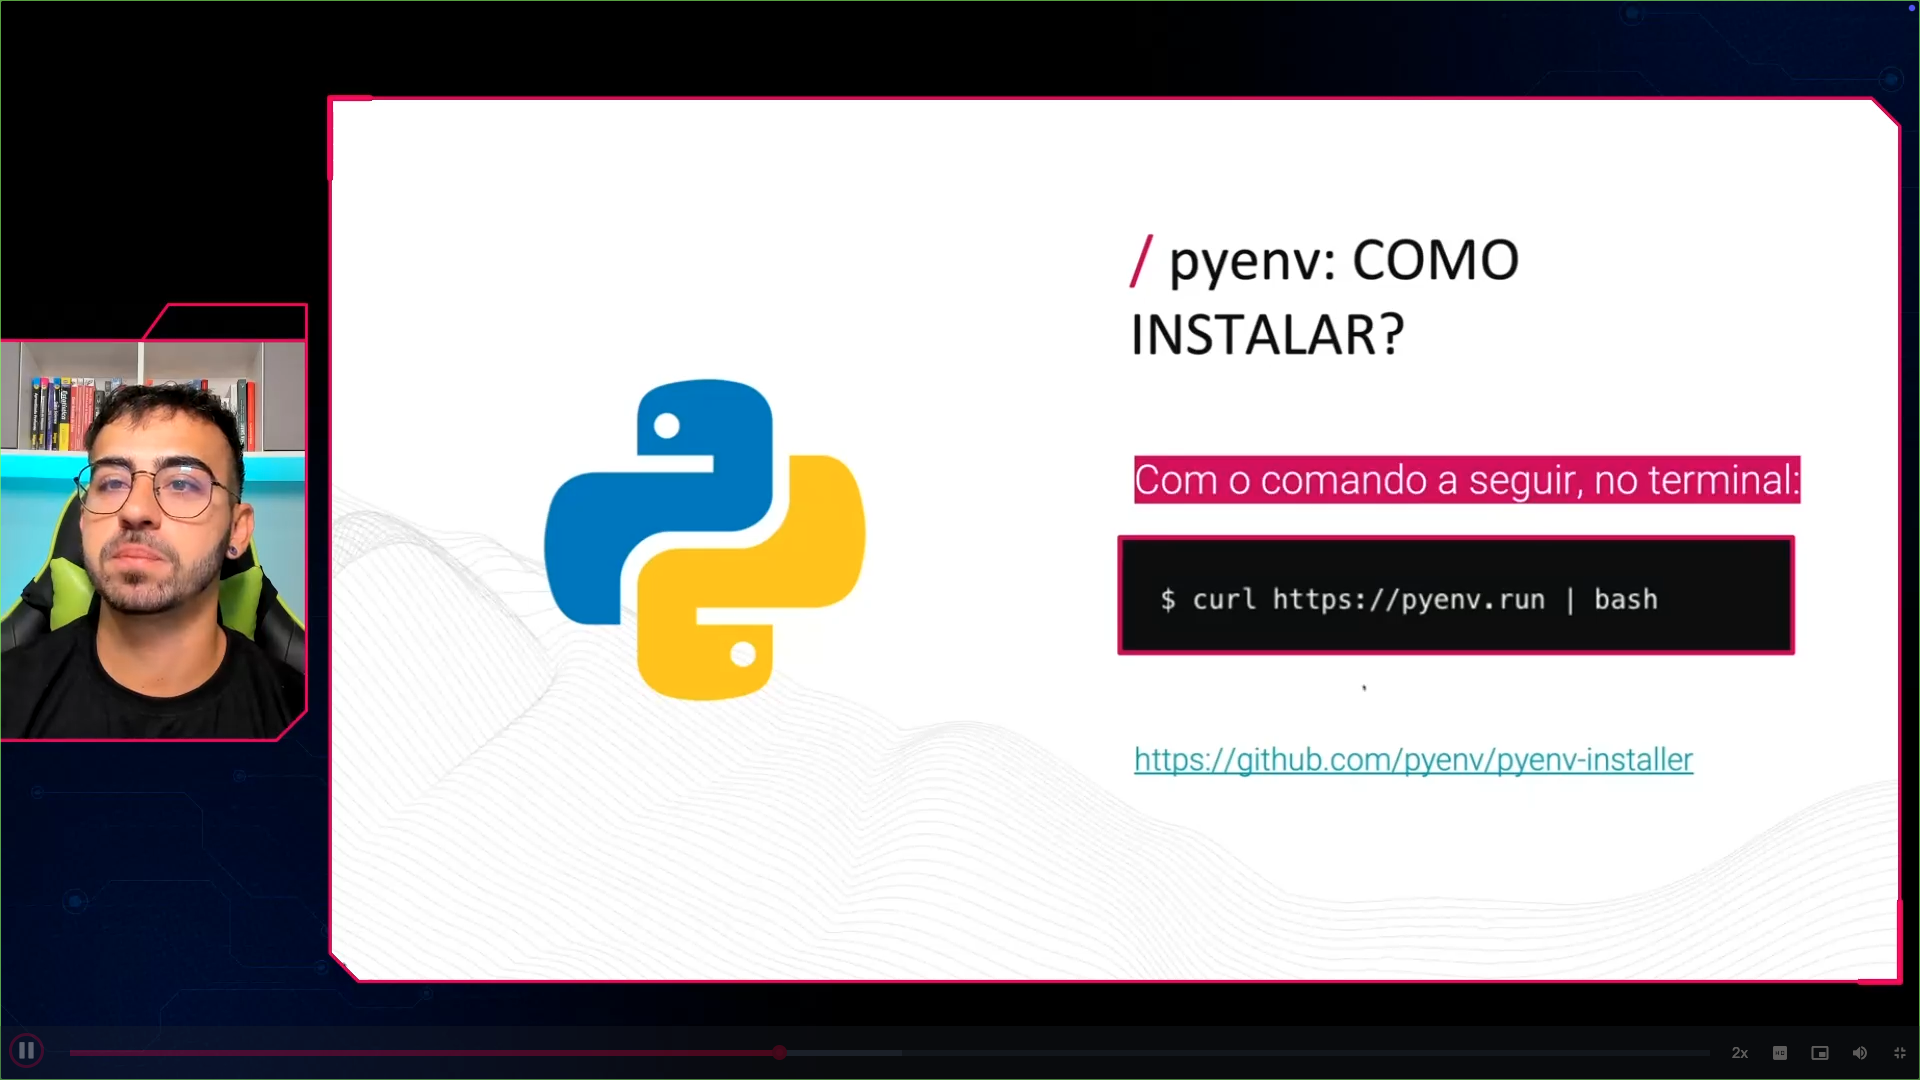 / pyenv: COMO
INSTALAR?
Com o comando a seguir, no terminal:
$ curl https://pyenv.run | bash
https://github.com/pyenv/pyenv-installer
2x